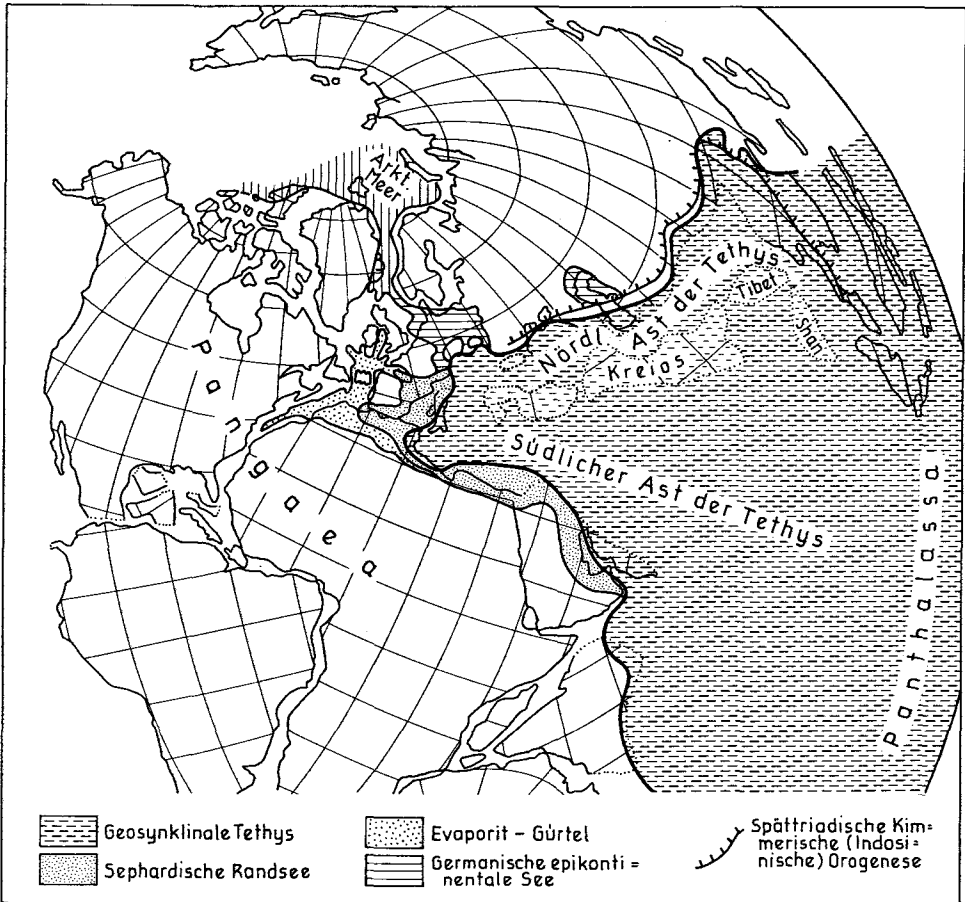 Arkt.
Meer
Nördl. Ast der Tethys
Tibet
Shan
Kreios
Pangaea
Südlicher Ast der Tethys
Panthalassa
Geosynklinale Tethys
Sephardische Randsee
Evaporit - Gürtel
Germanische epikonti=
nentale See
Spättriadische Kim=
merische (Indosi=
nische) Orogenese